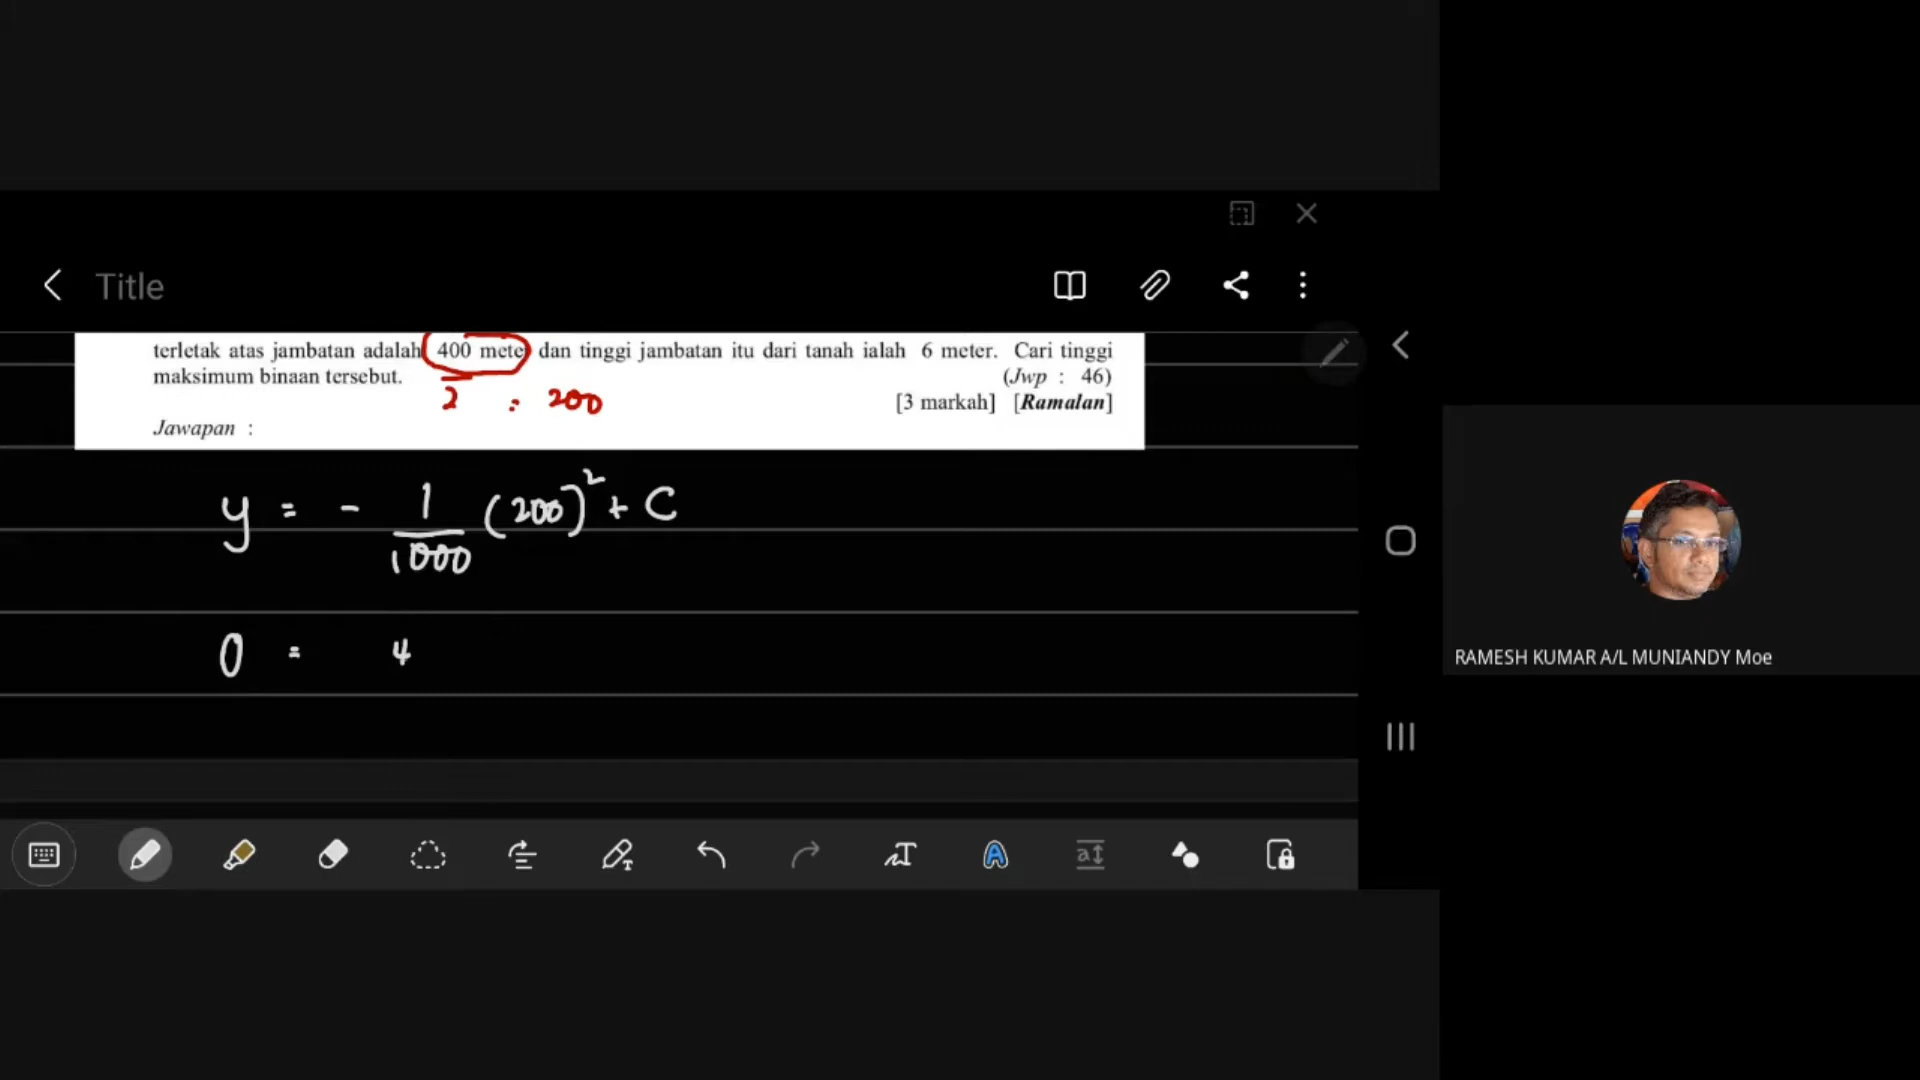 Title
terletak atas jambatan adalah 400 mete dan tinggi jambatan itu dari tanah ialah 6 meter. Cari tinggi
maksimum binaan tersebut. (Jwp : 46)
2 = 200
[3 markah] [Ramalan]
Jawapan :
y = - 1/1000 (200)² + C
0 = 4
RAMESH KUMAR A/L MUNIANDY Moe